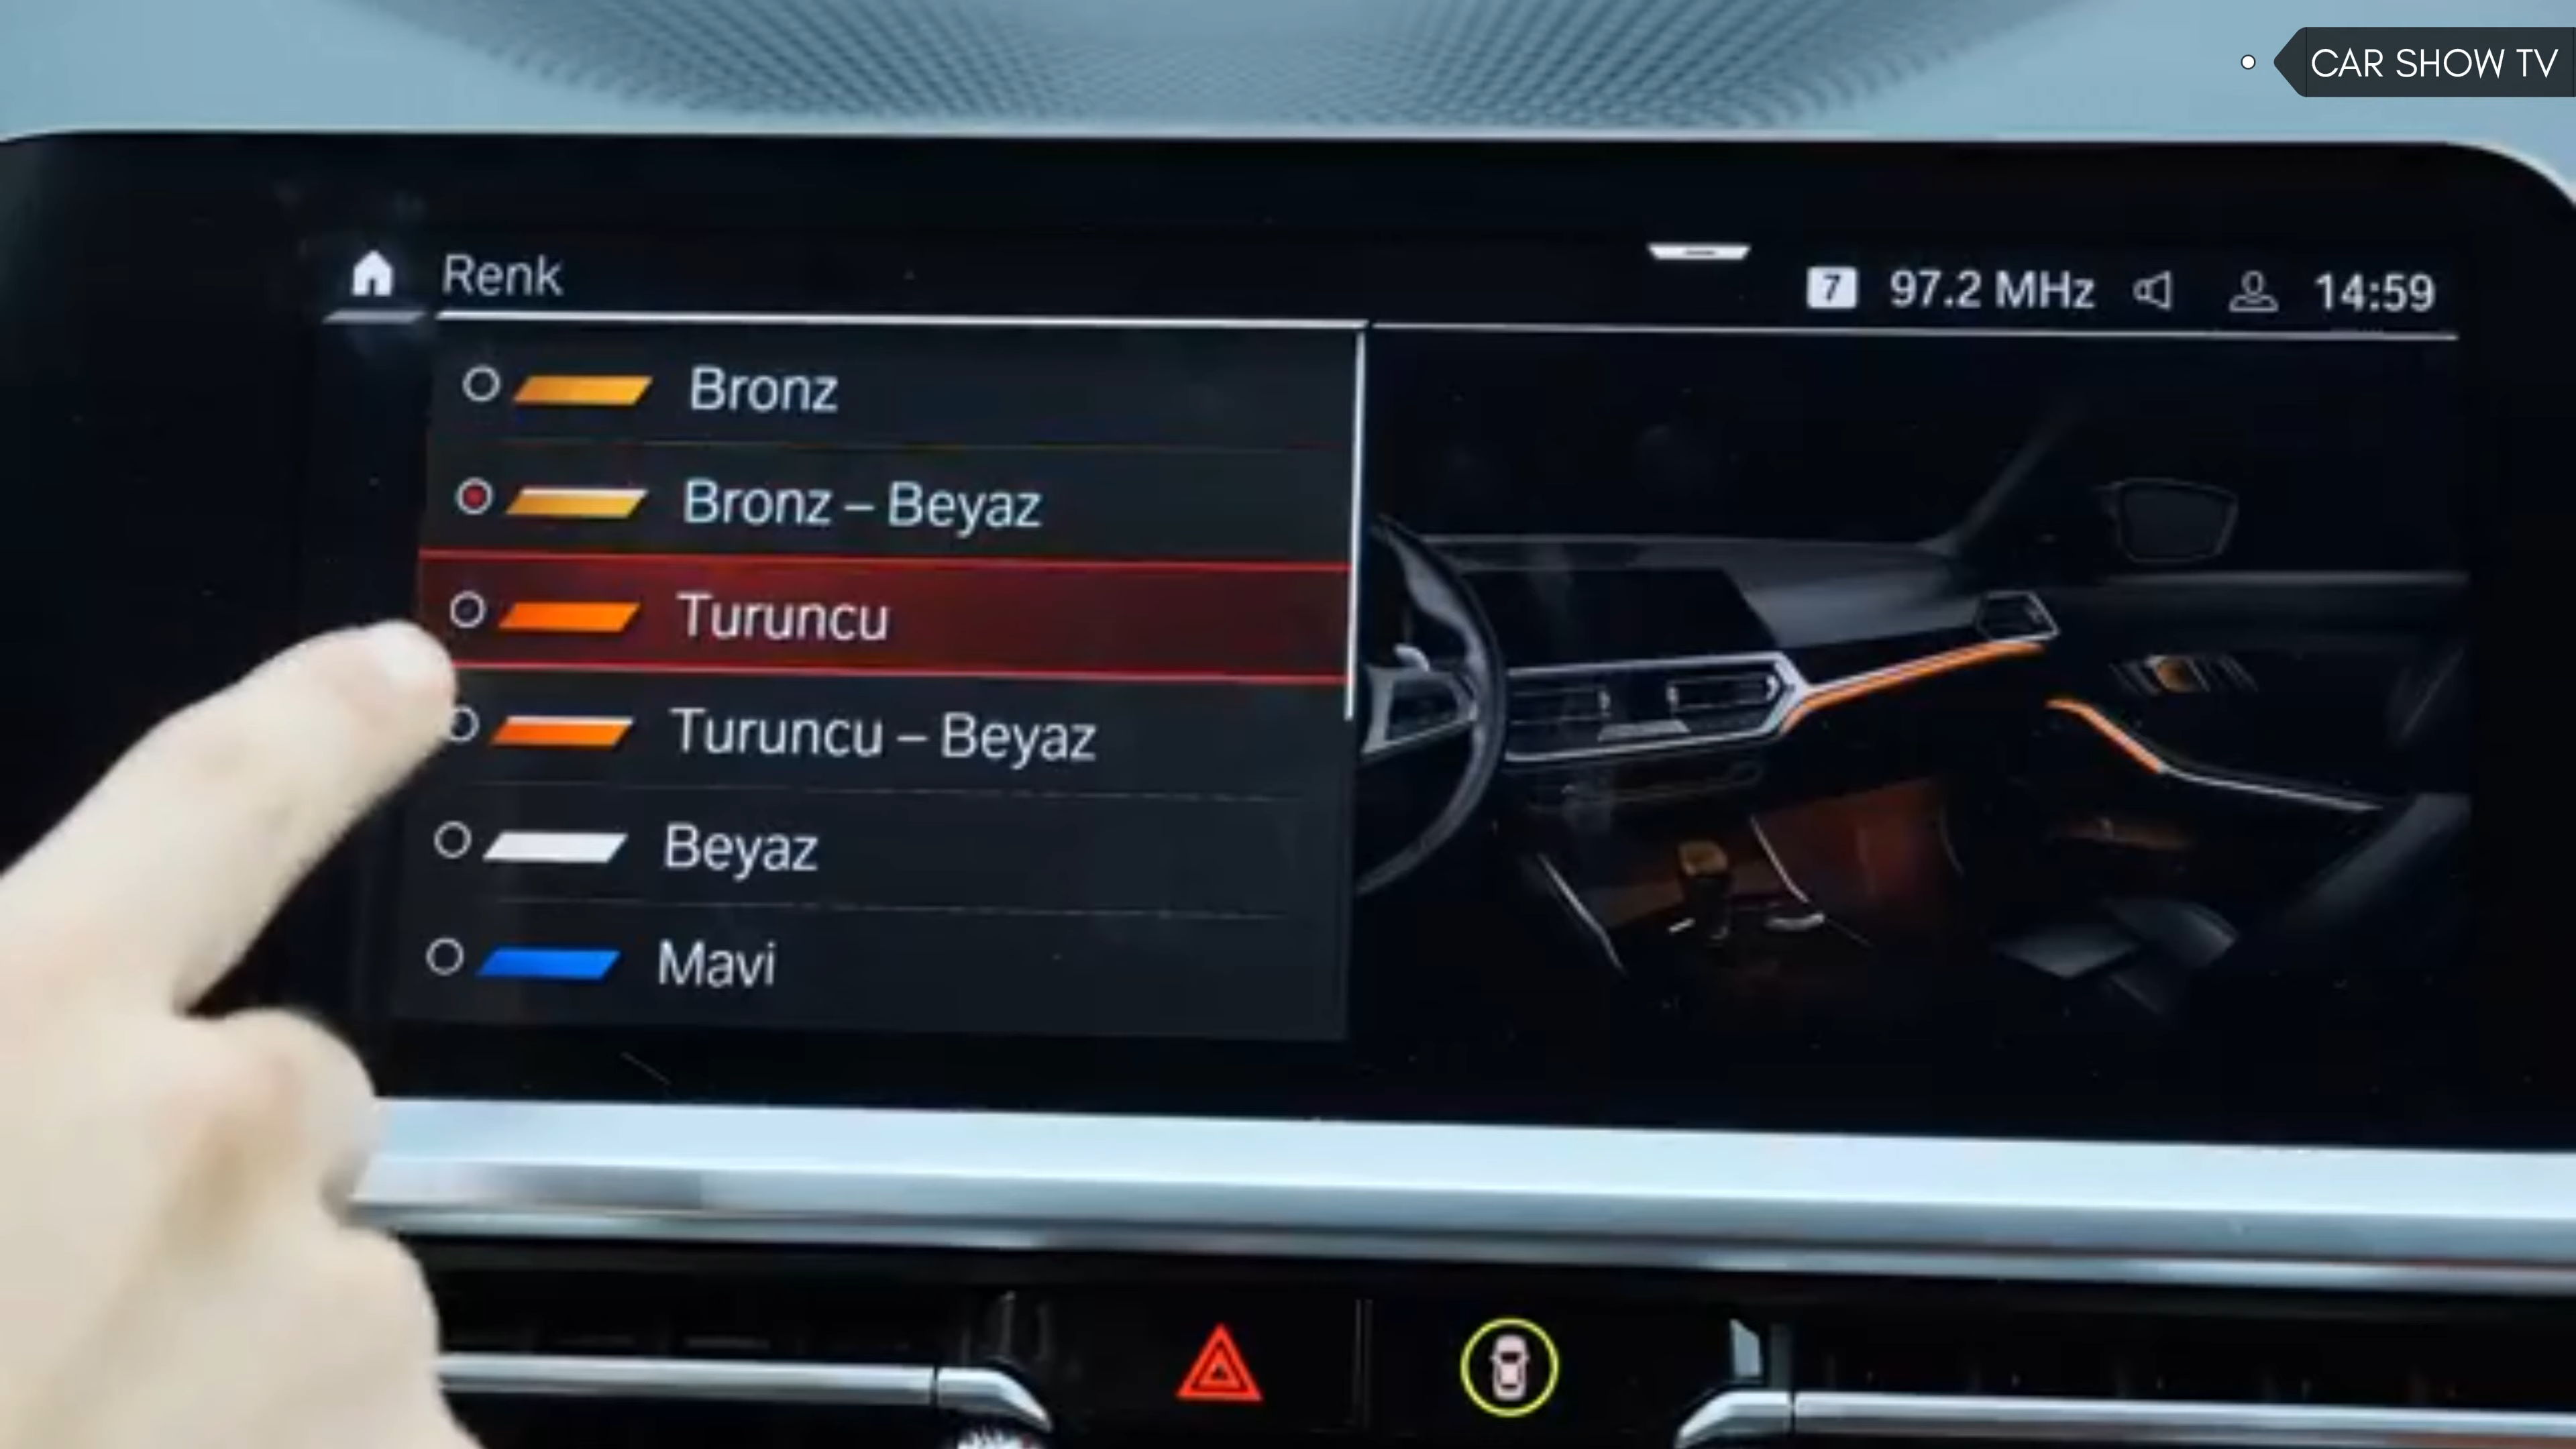 CAR SHOW TV
Renk
7 97.2 MHz 14:59
Bronz
Bronz – Beyaz
Turuncu
Turuncu – Beyaz
Beyaz
Mavi